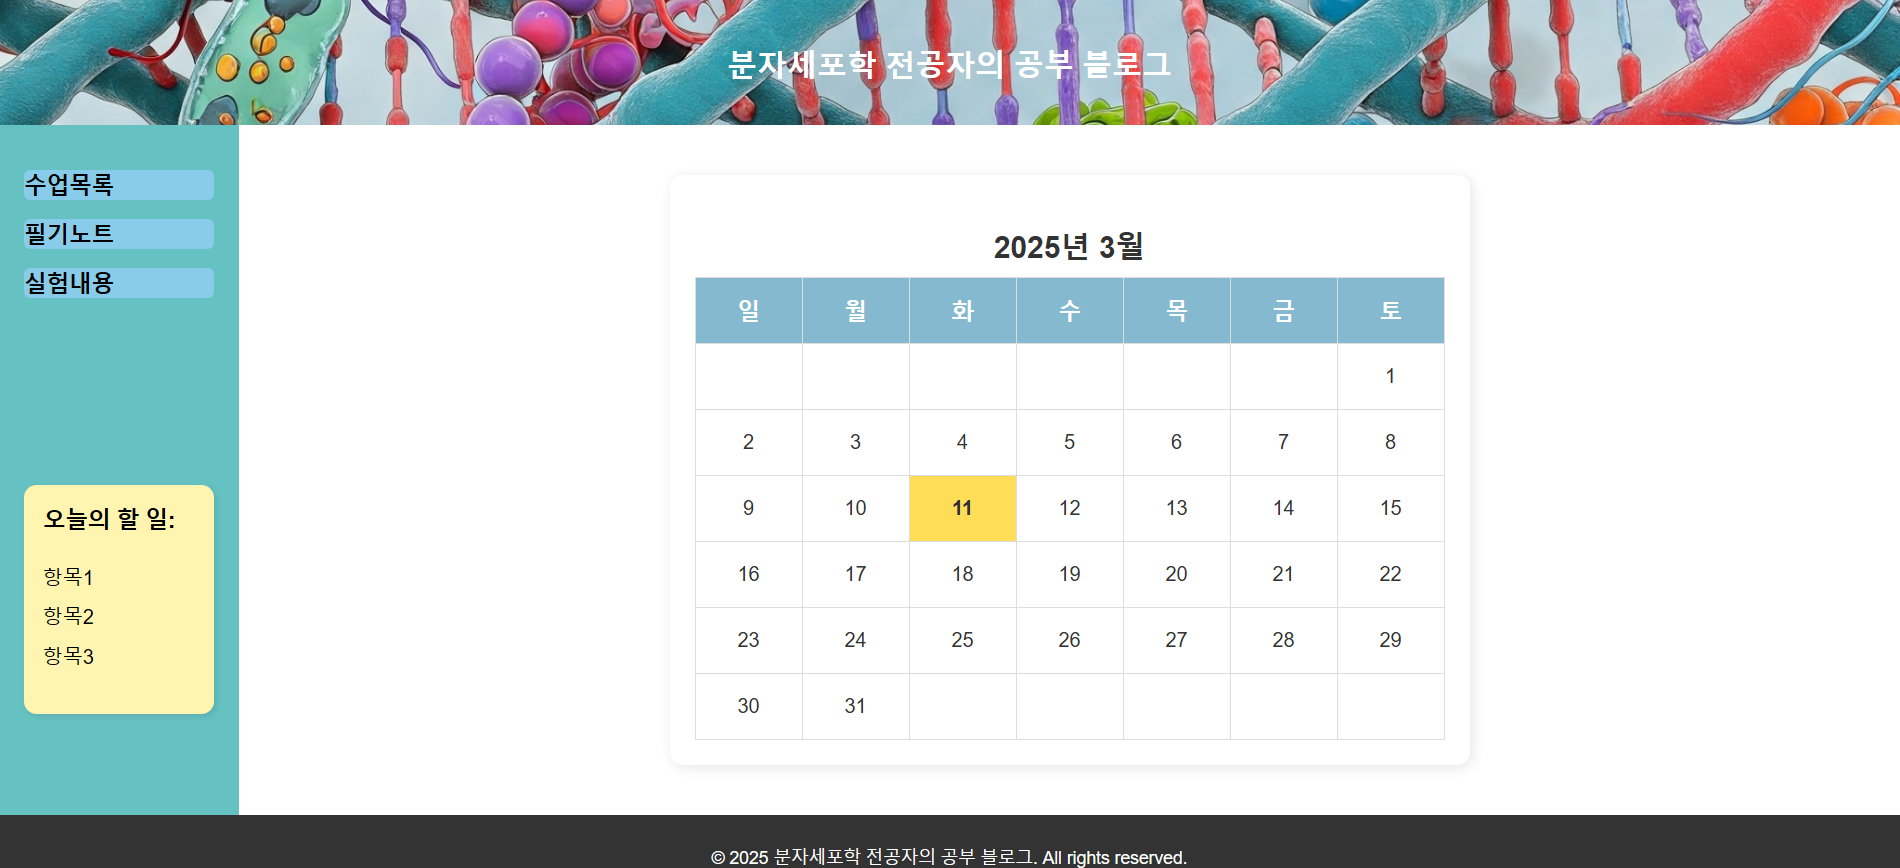 분자세포학 전공자의 공부 블로그
수업목록
필기노트
실험내용
오늘의 할 일:
항목1
항목2
항목3
2025년 3월
일 월 화 수 목 금 토
1
2 3 4 5 6 7 8
9 10 11 12 13 14 15
16 17 18 19 20 21 22
23 24 25 26 27 28 29
30 31
© 2025 분자세포학 전공자의 공부 블로그. All rights reserved.